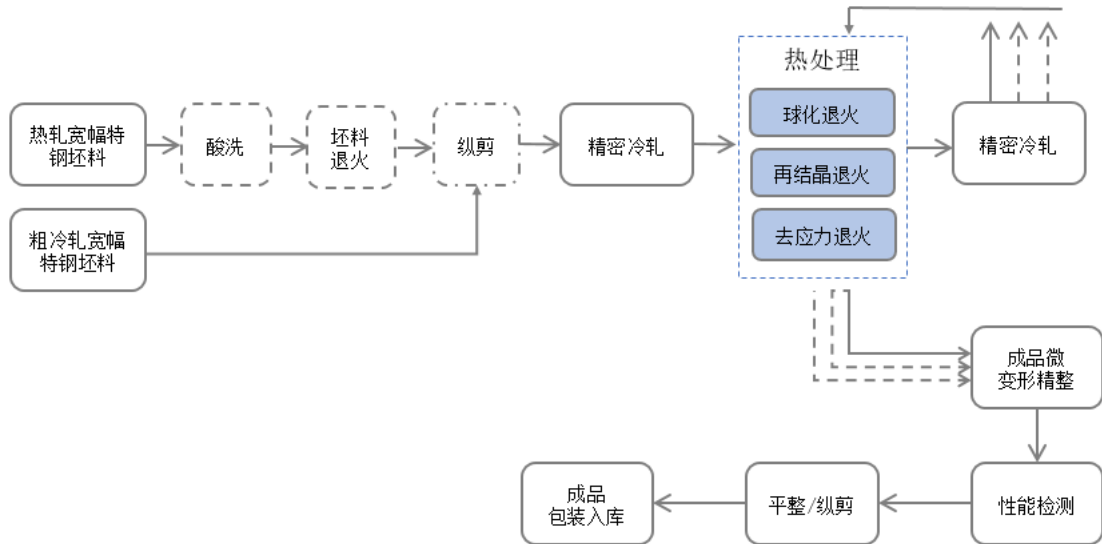 热轧宽幅特
钢坯料
酸洗
坯料
退火
纵剪
精密冷轧
热处理
球化退火
再结晶退火
去应力退火
精密冷轧
粗冷轧宽幅
特钢坯料
成品微
变形精整
性能检测
平整/纵剪
成品
包装入库